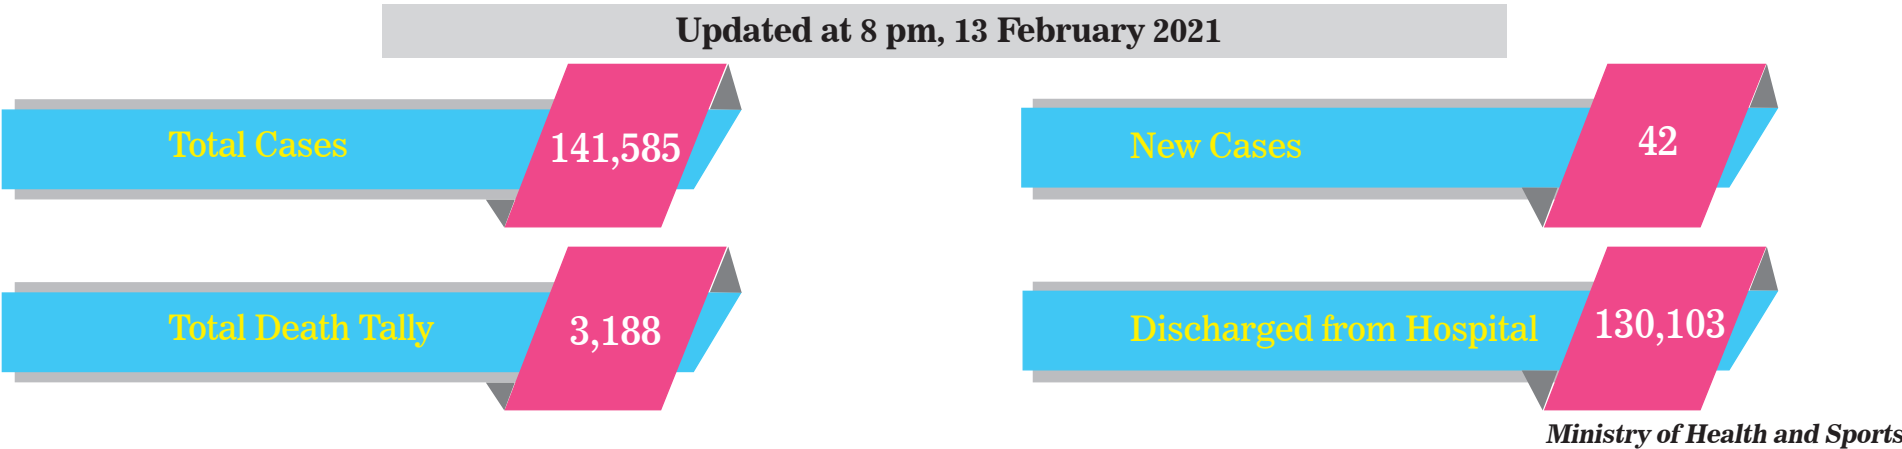 Updated at 8 pm, 13 February 2021
Total Cases
141,585
New Cases
42
Total Death Tally
3,188
Discharged from Hospital
130,103
Ministry of Health and Sports